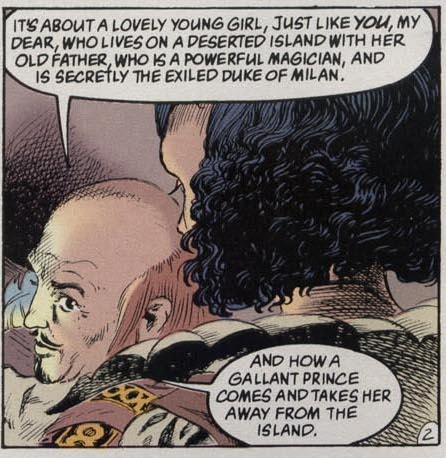 IT'S ABOUT A LOVELY YOUNG GIRL, JUST LIKE YOU, MY
DEAR, WHO LIVES ON A DESERTED ISLAND WITH HER
OLD FATHER, WHO IS A POWERFUL MAGICIAN, AND
IS SECRETLY THE EXILED DUKE OF MILAN.
AND HOW A
GALLANT PRINCE
COMES AND TAKES HER
AWAY FROM THE
ISLAND.
2